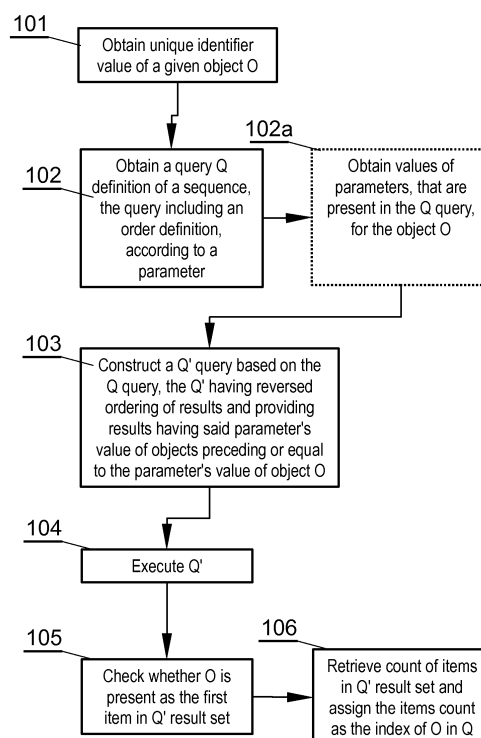 101
Obtain unique identifier
value of a given object O
102
Obtain a query Q
definition of a sequence,
the query including an
order definition,
according to a
parameter
102a
Obtain values of
parameters, that are
present in the Q query,
for the object O
103
Construct a Q' query based on the
Q query, the Q' having reversed
ordering of results and providing
results having said parameter's
value of objects preceding or equal
to the parameter's value of object O
104
Execute Q'
105
Check whether O is
present as the first
item in Q' result set
106
Retrieve count of items
in Q' result set and
assign the items count
as the index of O in Q